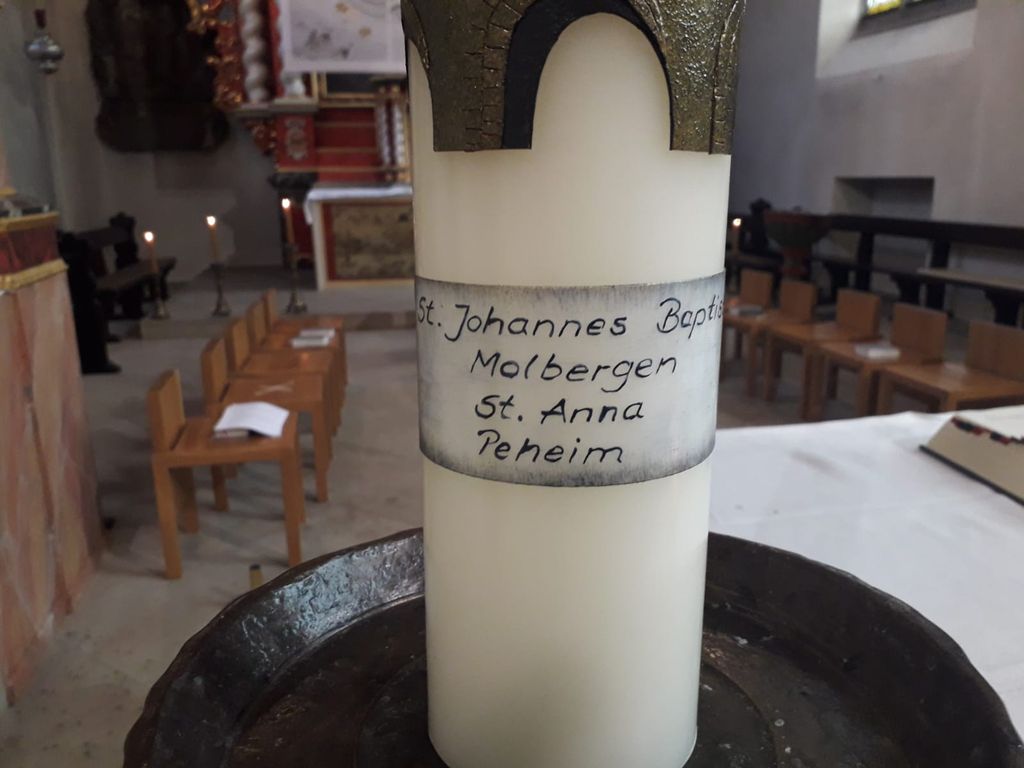 St. Johannes Baptis
Molbergen
St. Anna
Peheim